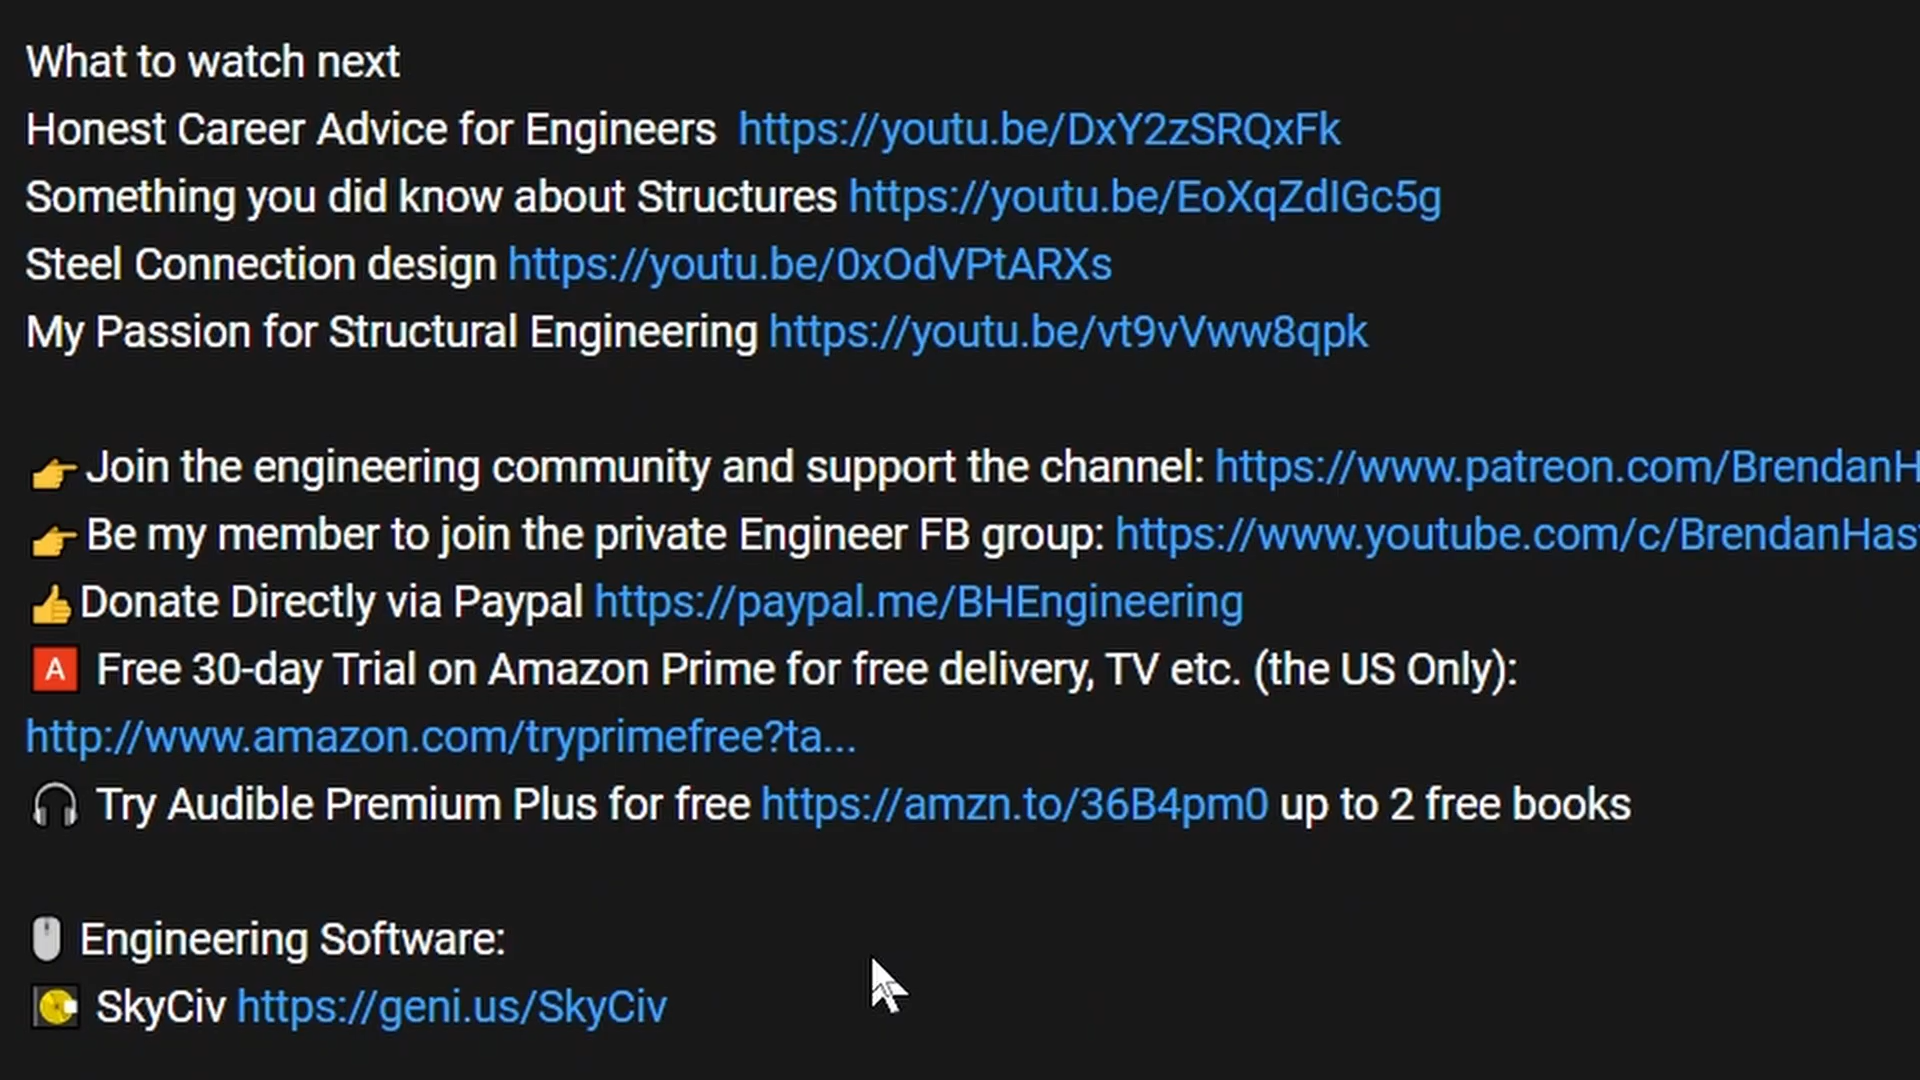 What to watch next
Honest Career Advice for Engineers https://youtu.be/DxY2zSRQxFk
Something you did know about Structures https://youtu.be/EoXqZdIGc5g
Steel Connection design https://youtu.be/0xOdVPtARXs
My Passion for Structural Engineering https://youtu.be/vt9vVww8qpk
👉Join the engineering community and support the channel: https://www.patreon.com/BrendanH
👉Be my member to join the private Engineer FB group: https://www.youtube.com/c/BrendanHas
👍Donate Directly via Paypal https://paypal.me/BHEngineering
🅰 Free 30-day Trial on Amazon Prime for free delivery, TV etc. (the US Only):
http://www.amazon.com/tryprimefree?ta...
🎧 Try Audible Premium Plus for free https://amzn.to/36B4pm0 up to 2 free books
🖱 Engineering Software:
💽 SkyCiv https://geni.us/SkyCiv